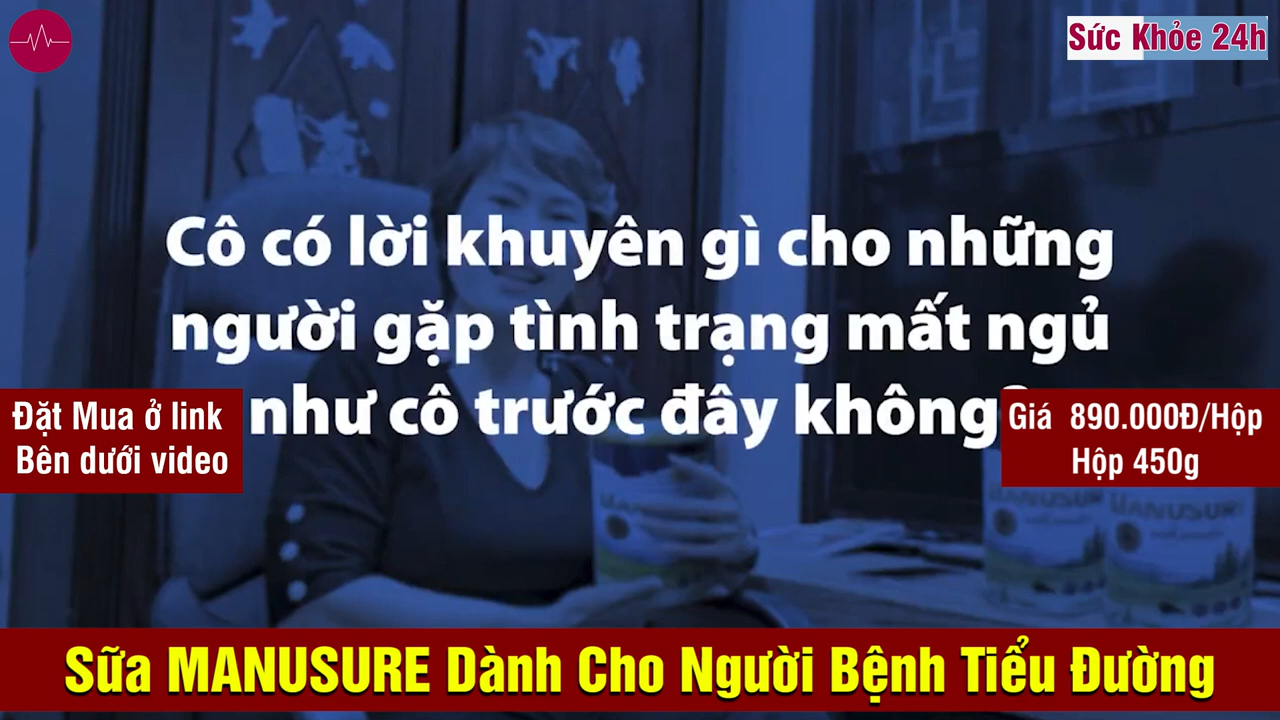 Sức Khỏe 24h
Cô có lời khuyên gì cho những
người gặp tình trạng mất ngủ
như cô trước đây không
Đặt Mua ở link
Bên dưới video
Giá 890.000Đ/Hộp
Hộp 450g
MANUSURE
MANUSURE
Sữa MANUSURE Dành Cho Người Bệnh Tiểu Đường